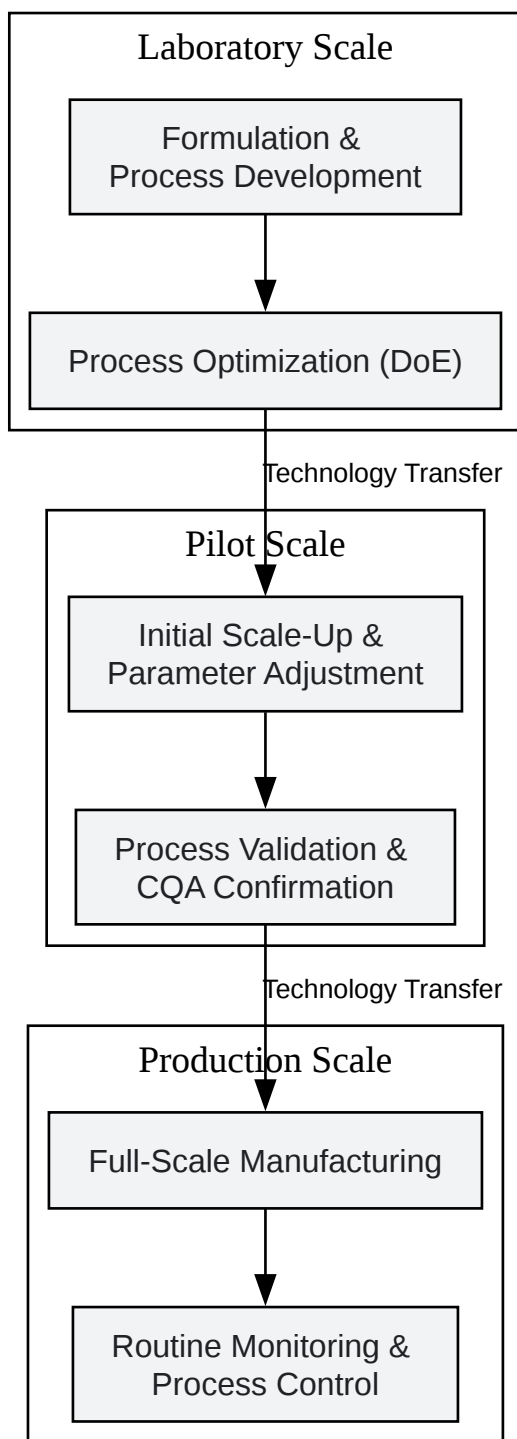 Laboratory Scale
Formulation &
Process Development
Process Optimization (DoE)
Technology Transfer
Pilot Scale
Initial Scale-Up &
Parameter Adjustment
Process Validation &
CQA Confirmation
Technology Transfer
Production Scale
Full-Scale Manufacturing
Routine Monitoring &
Process Control